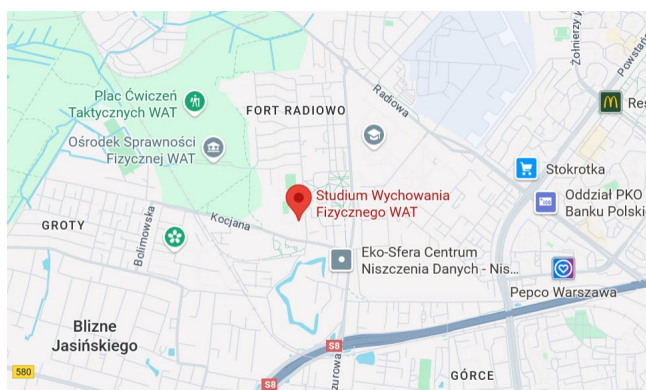 Żołnierzy
Powstań
Plac Ćwiczeń
Taktycznych WAT
FORT RADIOWO
Radiowa
Res
Ośrodek Sprawności
Fizycznej WAT
Stokrotka
Studium Wychowania
Fizycznego WAT
Oddział PKO
Banku Polski
GROTY
Bolimowska
Kocjana
Eko-Sfera Centrum
Niszczenia Danych - Nis...
Pepco Warszawa
Blizne
Jasińskiego
S8
580
S8
zurowa
GÓRCE